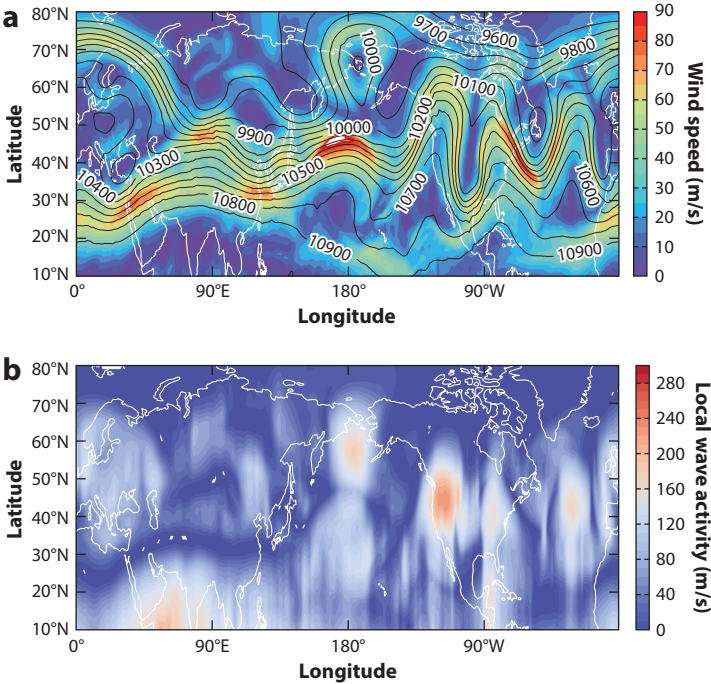 a
80°N
70°N
60°N
50°N
40°N
30°N
20°N
10°N
Latitude
0°
90°E
180°
90°W
Longitude
9700
9600
9800
10000
10100
10200
9900
10000
10300
10500
10400
10800
10700
10600
10900
10900
90
80
70
60
50
40
30
20
10
0
Wind speed (m/s)
b
80°N
70°N
60°N
50°N
40°N
30°N
20°N
10°N
Latitude
0°
90°E
180°
90°W
Longitude
280
240
200
160
120
80
40
0
Local wave activity (m/s)